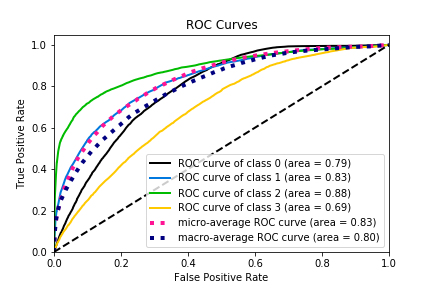 ROC Curves
True Positive Rate
1.0
0.8
0.6
0.4
0.2
0.0
ROC curve of class 0 (area = 0.79)
ROC curve of class 1 (area = 0.83)
ROC curve of class 2 (area = 0.88)
ROC curve of class 3 (area = 0.69)
micro-average ROC curve (area = 0.83)
macro-average ROC curve (area = 0.80)
0.0 0.2 0.4 0.6 0.8 1.0
False Positive Rate